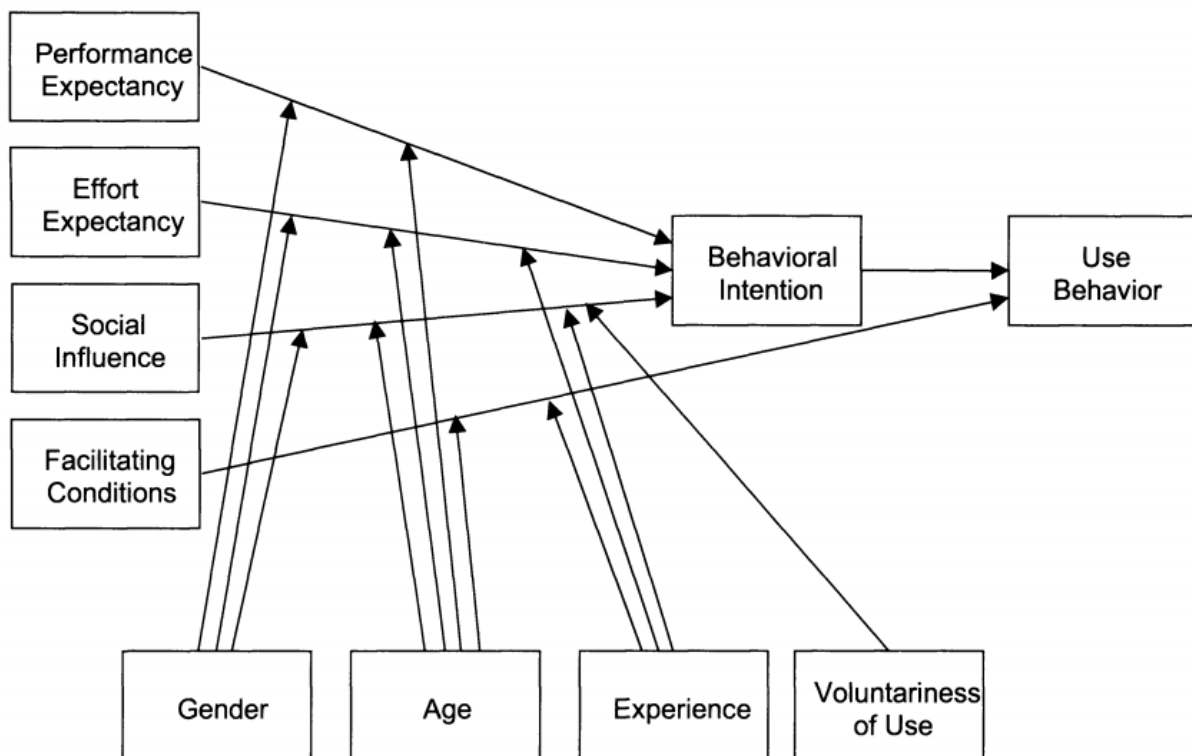 Performance
Expectancy
Effort
Expectancy
Social
Influence
Facilitating
Conditions
Behavioral
Intention
Use
Behavior
Gender
Age
Experience
Voluntariness
of Use